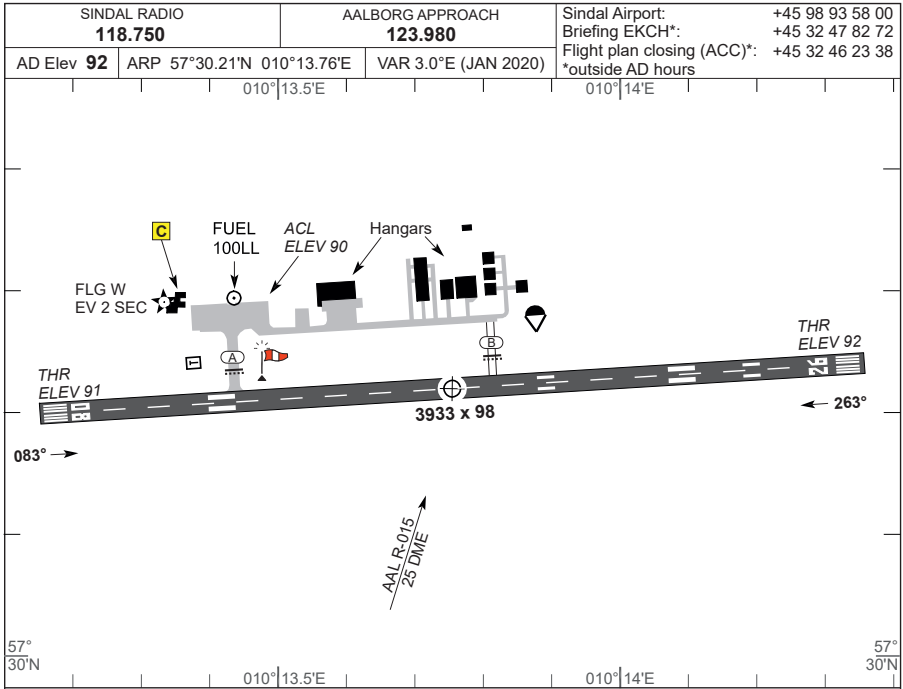 SINDAL RADIO
118.750
AALBORG APPROACH
123.980
Sindal Airport: +45 98 93 58 00
Briefing EKCH*: +45 32 47 82 72
Flight plan closing (ACC)*: +45 32 46 23 38
*outside AD hours
AD Elev 92
ARP 57°30.21'N 010°13.76'E
VAR 3.0°E (JAN 2020)
010°13.5'E
010°14'E
C
FUEL
100LL
ACL
ELEV 90
Hangars
FLG W
EV 2 SEC
T
A
B
THR
ELEV 92
THR
ELEV 91
08
26
3933 x 98
263°
083°
AAL R-015
25 DME
57°
30'N
57°
30'N
010°13.5'E
010°14'E